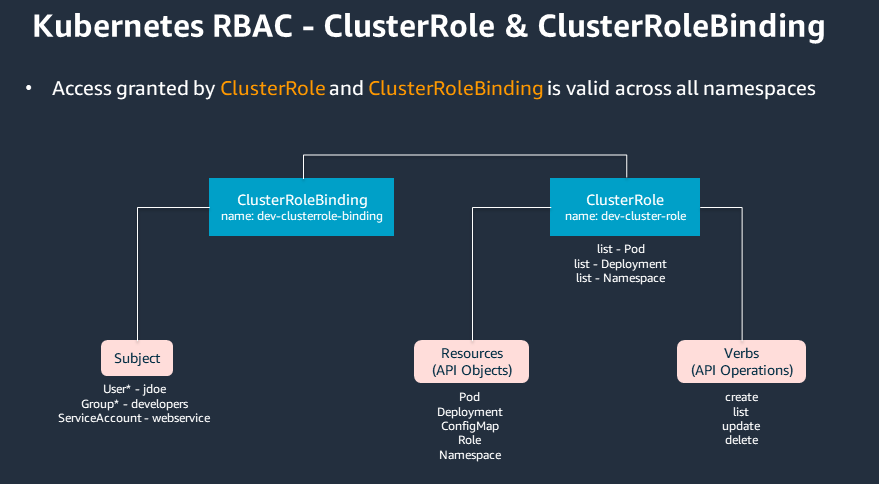 Kubernetes RBAC - ClusterRole & ClusterRoleBinding
• Access granted by ClusterRole and ClusterRoleBinding is valid across all namespaces
ClusterRoleBinding
name: dev-clusterrole-binding
ClusterRole
name: dev-cluster-role
list - Pod
list - Deployment
list - Namespace
Subject
User* - jdoe
Group* - developers
ServiceAccount - webservice
Resources
(API Objects)
Pod
Deployment
ConfigMap
Role
Namespace
Verbs
(API Operations)
create
list
update
delete